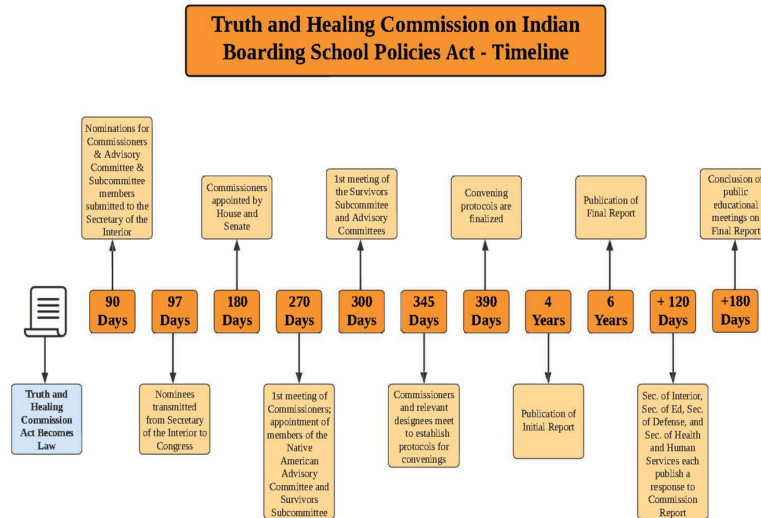 Truth and Healing Commission on Indian
Boarding School Policies Act - Timeline
Nominations for
Commissioners
& Advisory
Committee &
Subcommittee
members
submitted to the
Secretary of the
Interior
Commissioners
appointed by
House and
Senate
1st meeting of
the Survivors
Subcommitee
and Advisory
Committees
Convening
protocols are
finalized
Publication of
Final Report
Conclusion of
public
educational
meetings on
Final Report
90
Days
97
Days
180
Days
270
Days
300
Days
345
Days
390
Days
4
Years
6
Years
+ 120
Days
+180
Days
Truth and
Healing
Commission
Act Becomes
Law
Nominees
transmitted
from Secretary
of the Interior to
Congress
1st meeting of
Commissioners;
appointment of
members of the
Native
American
Advisory
Committee and
Survivors
Subcommittee
Commissioners
and relevant
designees meet
to establish
protocols for
convenings
Publication of
Initial Report
Sec. of Interior,
Sec. of Ed, Sec.
of Defense, and
Sec. of Health
and Human
Services each
publish a
response to
Commission
Report